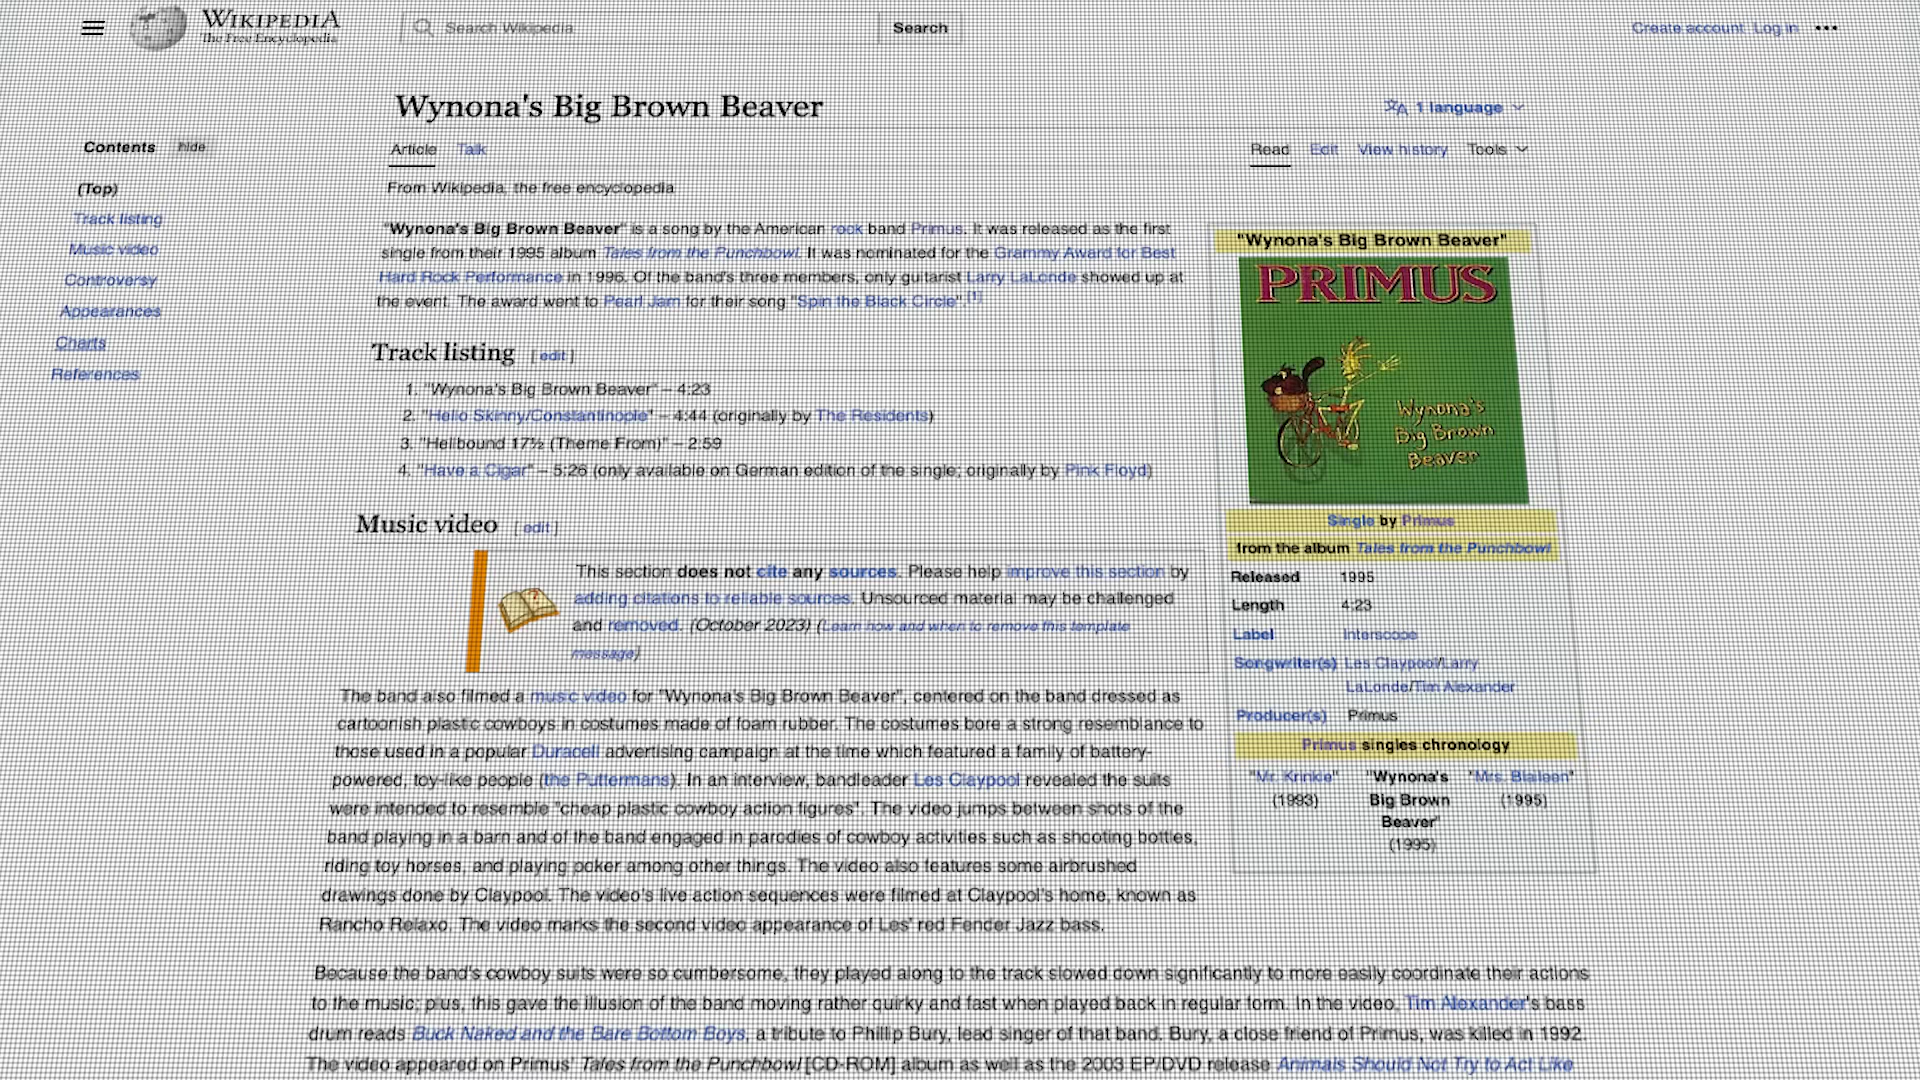 WIKIPEDIA
The Free Encyclopedia
Search Wikipedia
Search
Create account Log in
Wynona's Big Brown Beaver
1 language
Contents hide
Article Talk
Read Edit View history Tools
(Top)
Track listing
Music video
Controversy
Appearances
Charts
References
From Wikipedia, the free encyclopedia
"Wynona's Big Brown Beaver" is a song by the American rock band Primus. It was released as the first
single from their 1995 album Tales from the Punchbowl. It was nominated for the Grammy Award for Best
Hard Rock Performance in 1996. Of the band's three members, only guitarist Larry LaLonde showed up at
the event. The award went to Pearl Jam for their song "Spin the Black Circle".[1]
Track listing [ edit ]
1. "Wynona's Big Brown Beaver" – 4:23
2. "Hello Skinny/Constantinople" – 4:44 (originally by The Residents)
3. "Hellbound 17½ (Theme From)" – 2:59
4. "Have a Cigar" – 5:26 (only available on German edition of the single; originally by Pink Floyd)
Music video [ edit ]
This section does not cite any sources. Please help improve this section by
adding citations to reliable sources. Unsourced material may be challenged
and removed. (October 2023) (Learn how and when to remove this template
message)
The band also filmed a music video for "Wynona's Big Brown Beaver", centered on the band dressed as
cartoonish plastic cowboys in costumes made of foam rubber. The costumes bore a strong resemblance to
those used in a popular Duracell advertising campaign at the time which featured a family of battery-
powered, toy-like people (the Puttermans). In an interview, bandleader Les Claypool revealed the suits
were intended to resemble "cheap plastic cowboy action figures". The video jumps between shots of the
band playing in a barn and of the band engaged in parodies of cowboy activities such as shooting bottles,
riding toy horses, and playing poker among other things. The video also features some airbrushed
drawings done by Claypool. The video's live action sequences were filmed at Claypool's home, known as
Rancho Relaxo. The video marks the second video appearance of Les' red Fender Jazz bass.
Because the band's cowboy suits were so cumbersome, they played along to the track slowed down significantly to more easily coordinate their actions
to the music; plus, this gave the illusion of the band moving rather quirky and fast when played back in regular form. In the video, Tim Alexander's bass
drum reads Buck Naked and the Bare Bottom Boys, a tribute to Phillip Bury, lead singer of that band. Bury, a close friend of Primus, was killed in 1992.
The video appeared on Primus' Tales from the Punchbowl [CD-ROM] album as well as the 2003 EP/DVD release Animals Should Not Try to Act Like
"Wynona's Big Brown Beaver"
PRIMUS
Wynona's
Big Brown
Beaver
Single by Primus
from the album Tales from the Punchbowl
Released 1995
Length 4:23
Label Interscope
Songwriter(s) Les Claypool/Larry
LaLonde/Tim Alexander
Producer(s) Primus
Primus singles chronology
"Mr. Krinkle" "Wynona's "Mrs. Blaileen"
(1993) Big Brown (1995)
Beaver"
(1995)